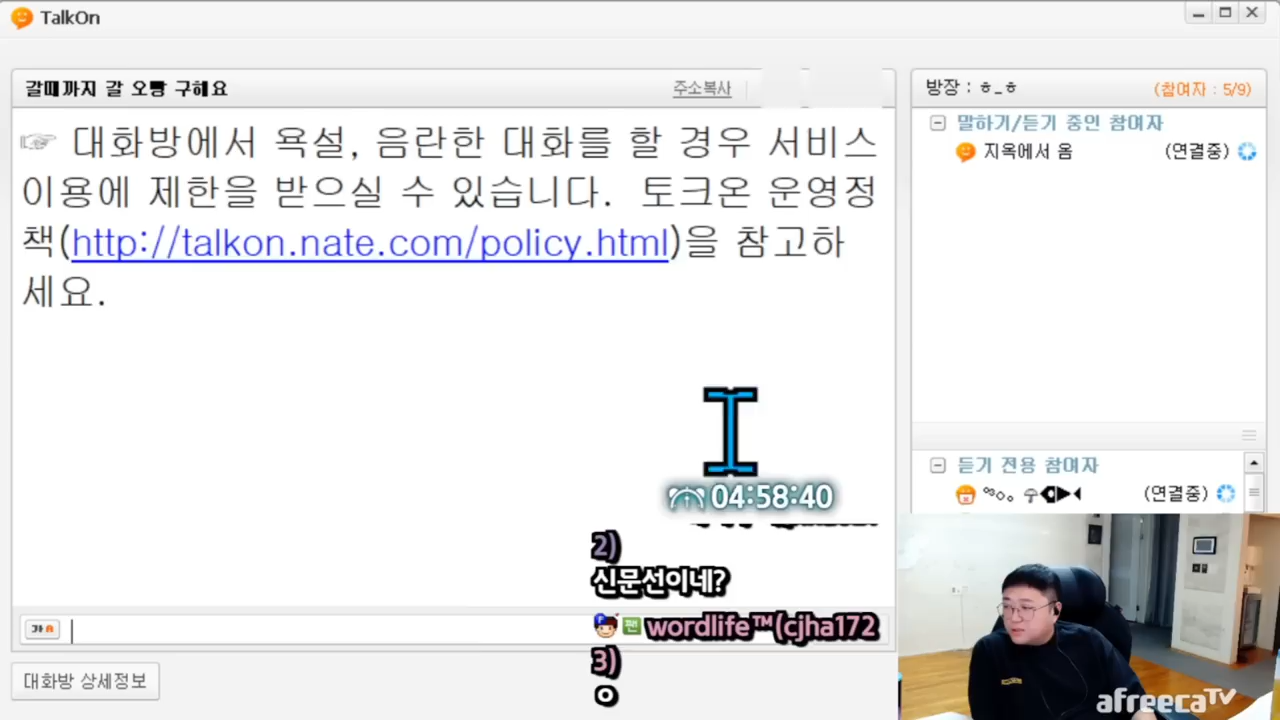 TalkOn
갈때까지 갈 오빵 구해요
주소복사
☞ 대화방에서 욕설, 음란한 대화를 할 경우 서비스
이용에 제한을 받으실 수 있습니다. 토크온 운영정
책(http://talkon.nate.com/policy.html)을 참고하
세요.
방장 : ㅎ_ㅎ
(참여자 : 5/9)
말하기/듣기 중인 참여자
지옥에서 옴 (연결중)
듣기 전용 참여자
(연결중)
04:58:40
2)
신문선이네?
팬 wordlife™(cjha172
3)
ㅇ
가A
대화방 상세정보
afreecaTV